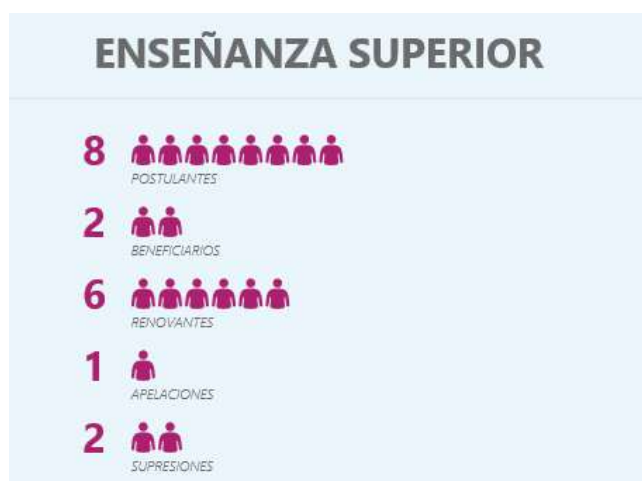 ENSEÑANZA SUPERIOR
8
POSTULANTES
2
BENEFICIARIOS
6
RENOVANTES
1
APELACIONES
2
SUPRESIONES